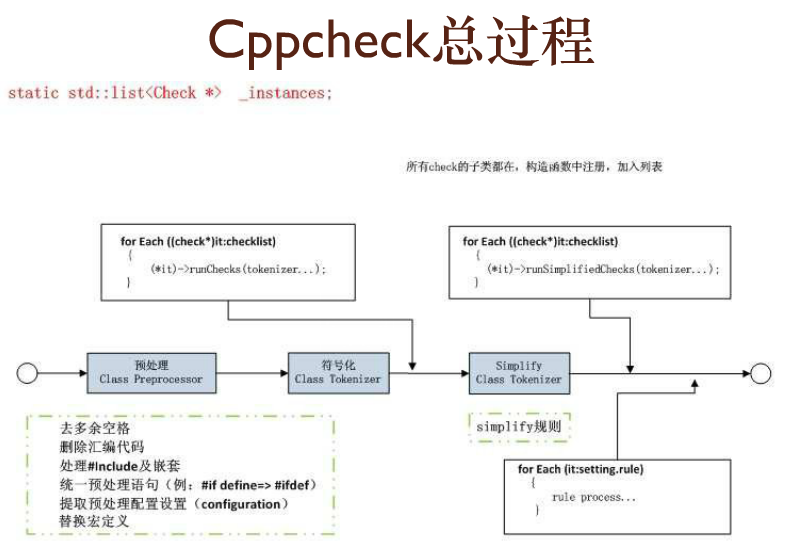 Cppcheck总过程
static std::list<Check *> _instances;
所有check的子类都在，构造函数中注册，加入列表
for Each ((check*)it:checklist)
{
(*it)->runChecks(tokenizer...);
}
for Each ((check*)it:checklist)
{
(*it)->runSimplifiedChecks(tokenizer...);
}
预处理
Class Preprocessor
符号化
Class Tokenizer
Simplify
Class Tokenizer
去多余空格
删除汇编代码
处理#Include及嵌套
统一预处理语句（例：#if define=> #ifdef）
提取预处理配置设置（configuration）
替换宏定义
simplify规则
for Each (it:setting.rule)
{
rule process...
}